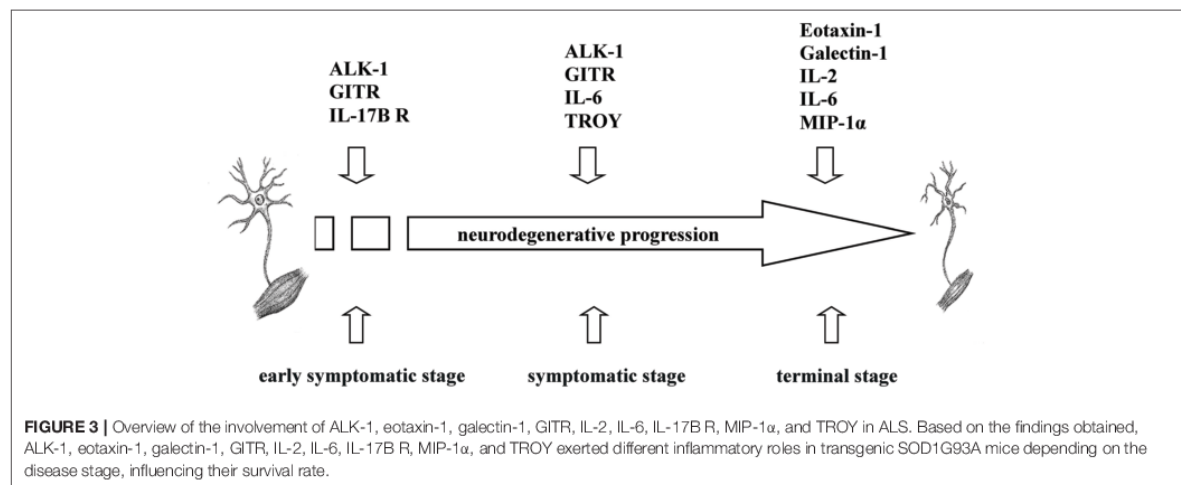 ALK-1
GITR
IL-17B R
ALK-1
GITR
IL-6
TROY
Eotaxin-1
Galectin-1
IL-2
IL-6
MIP-1α
neurodegenerative progression
early symptomatic stage
symptomatic stage
terminal stage
FIGURE 3 | Overview of the involvement of ALK-1, eotaxin-1, galectin-1, GITR, IL-2, IL-6, IL-17B R, MIP-1α, and TROY in ALS. Based on the findings obtained,
ALK-1, eotaxin-1, galectin-1, GITR, IL-2, IL-6, IL-17B R, MIP-1α, and TROY exerted different inflammatory roles in transgenic SOD1G93A mice depending on the
disease stage, influencing their survival rate.